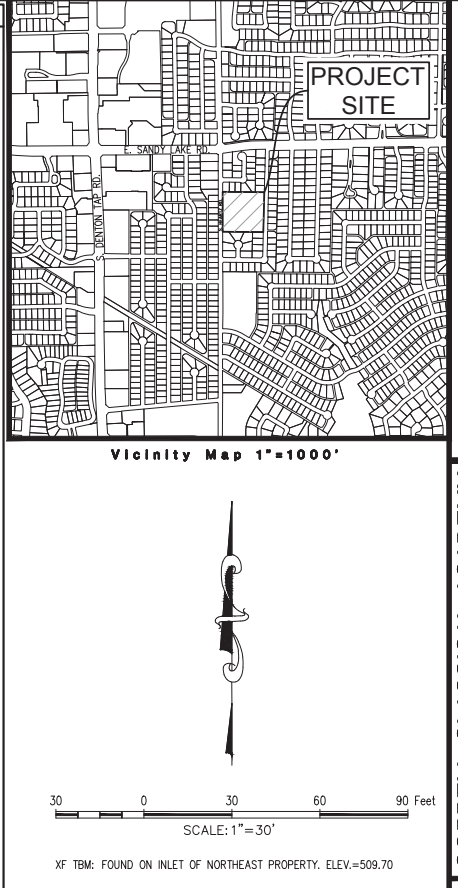 PROJECT
SITE
E. SANDY LAKE RD.
S. DENTON TAP RD.
Vicinity Map 1"=1000'
30 0 30 60 90 Feet
SCALE: 1"=30'
XF TBM: FOUND ON INLET OF NORTHEAST PROPERTY. ELEV.=509.70